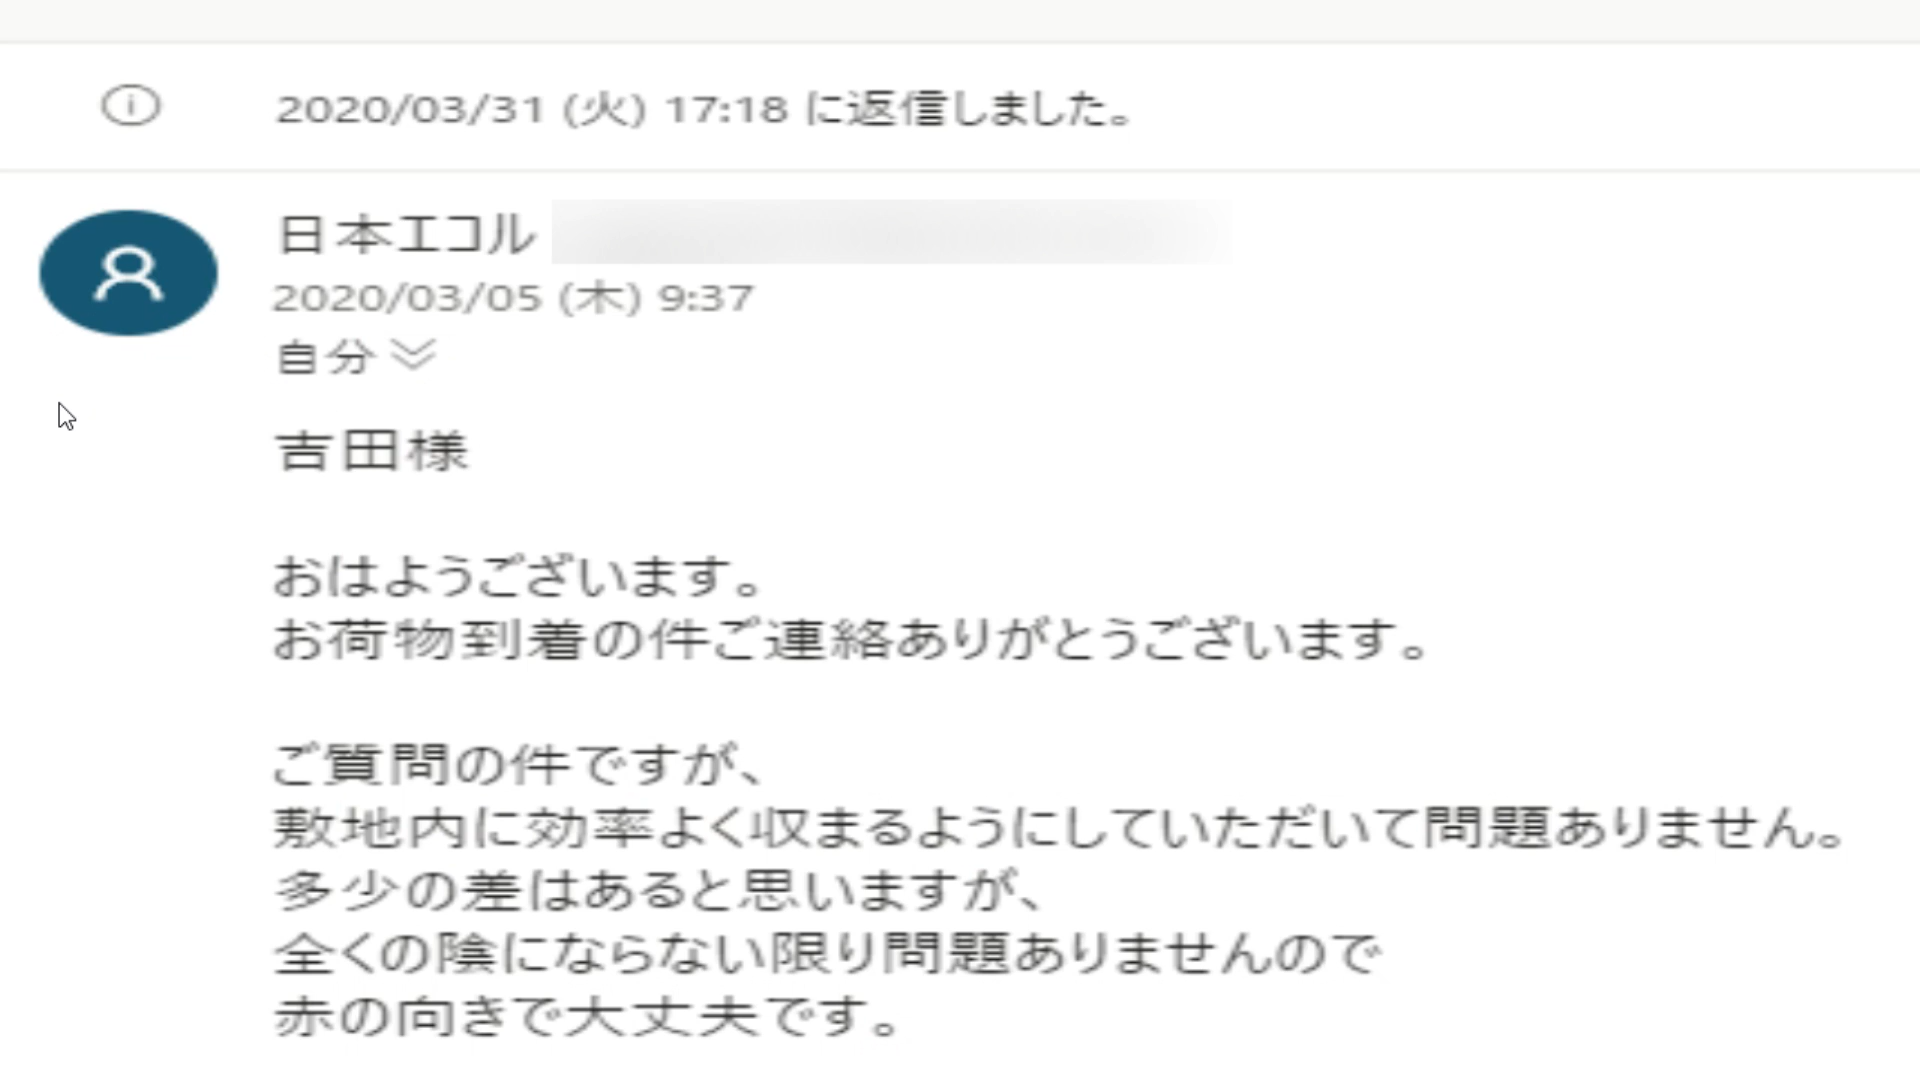 2020/03/31 (火) 17:18 に返信しました。
日本エコル
2020/03/05 (木) 9:37
自分
吉田様
おはようございます。
お荷物到着の件ご連絡ありがとうございます。
ご質問の件ですが、
敷地内に効率よく収まるようにしていただいて問題ありません。
多少の差はあると思いますが、
全くの陰にならない限り問題ありませんので
赤の向きで大丈夫です。